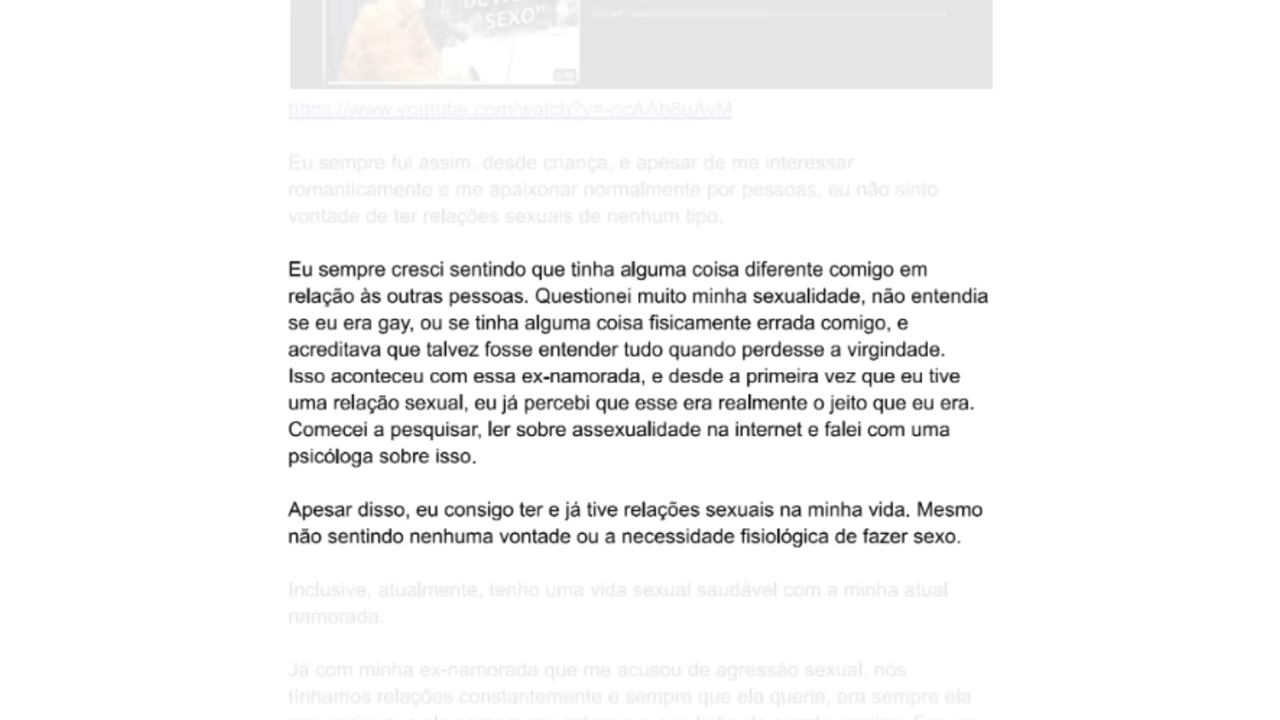 SEXO"
https://www.youtube.com/watch?v=-pcAAb8uAvM
Eu sempre fui assim, desde criança, e apesar de me interessar
romanticamente e me apaixonar normalmente por pessoas, eu não sinto
vontade de ter relações sexuais de nenhum tipo.
Eu sempre cresci sentindo que tinha alguma coisa diferente comigo em
relação às outras pessoas. Questionei muito minha sexualidade, não entendia
se eu era gay, ou se tinha alguma coisa fisicamente errada comigo, e
acreditava que talvez fosse entender tudo quando perdesse a virgindade.
Isso aconteceu com essa ex-namorada, e desde a primeira vez que eu tive
uma relação sexual, eu já percebi que esse era realmente o jeito que eu era.
Comecei a pesquisar, ler sobre assexualidade na internet e falei com uma
psicóloga sobre isso.
Apesar disso, eu consigo ter e já tive relações sexuais na minha vida. Mesmo
não sentindo nenhuma vontade ou a necessidade fisiológica de fazer sexo.
Inclusive, atualmente, tenho uma vida sexual saudável com a minha atual
namorada.
Já com minha ex-namorada que me acusou de agressão sexual, nós
tínhamos relações constantemente e sempre que ela queria, era sempre ela